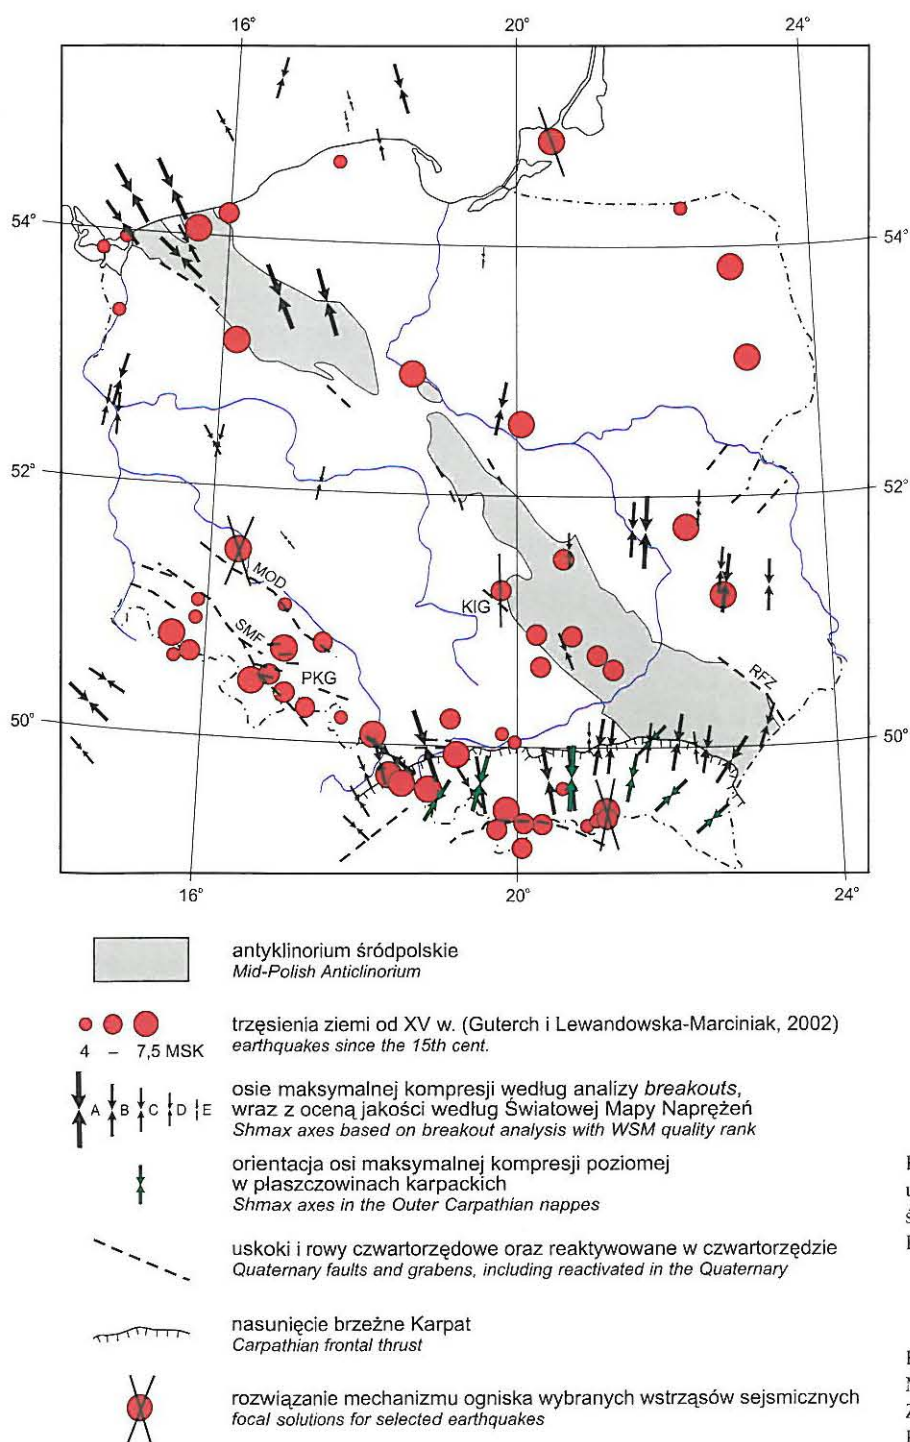 16°
20°
24°
54°
54°
52°
52°
MOD
SMF
KIG
PKG
RFZ
50°
50°
16°
20°
24°
antyklinorium śródpolskie
Mid-Polish Anticlinorium
trzęsienia ziemi od XV w. (Guterch i Lewandowska-Marciniak, 2002)
4 – 7,5 MSK
earthquakes since the 15th cent.
osie maksymalnej kompresji według analizy breakouts,
A B C D E
wraz z oceną jakości według Światowej Mapy Naprężeń
Shmax axes based on breakout analysis with WSM quality rank
orientacja osi maksymalnej kompresji poziomej
w płaszczowinach karpackich
Shmax axes in the Outer Carpathian nappes
uskoki i rowy czwartorzędowe oraz reaktywowane w czwartorzędzie
Quaternary faults and grabens, including reactivated in the Quaternary
nasunięcie brzeżne Karpat
Carpathian frontal thrust
rozwiązanie mechanizmu ogniska wybranych wstrząsów sejsmicznych
focal solutions for selected earthquakes